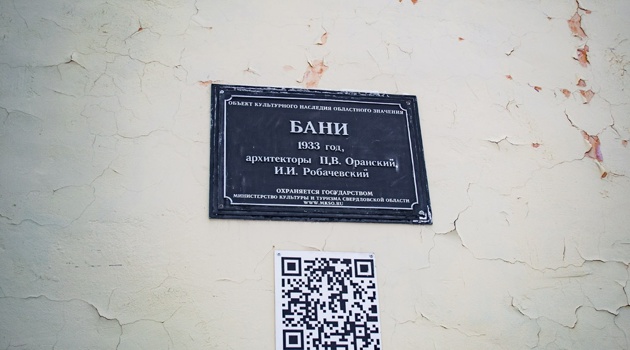 ОБЪЕКТ КУЛЬТУРНОГО НАСЛЕДИЯ ОБЛАСТНОГО ЗНАЧЕНИЯ
БАНИ
1933 год,
архитекторы П.В. Оранский,
И.И. Робачевский
ОХРАНЯЕТСЯ ГОСУДАРСТВОМ
МИНИСТЕРСТВО КУЛЬТУРЫ И ТУРИЗМА СВЕРДЛОВСКОЙ ОБЛАСТИ
WWW.MKSO.RU